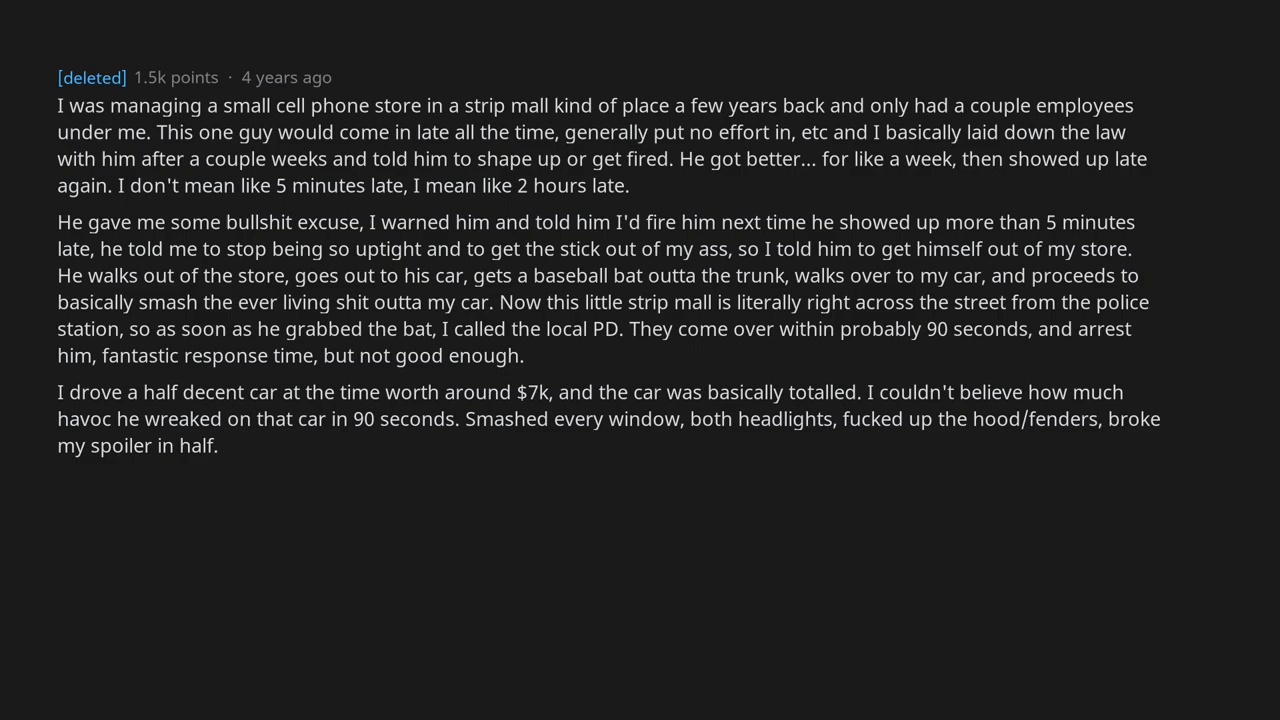 [deleted] 1.5k points · 4 years ago
I was managing a small cell phone store in a strip mall kind of place a few years back and only had a couple employees
under me. This one guy would come in late all the time, generally put no effort in, etc and I basically laid down the law
with him after a couple weeks and told him to shape up or get fired. He got better... for like a week, then showed up late
again. I don't mean like 5 minutes late, I mean like 2 hours late.
He gave me some bullshit excuse, I warned him and told him I'd fire him next time he showed up more than 5 minutes
late, he told me to stop being so uptight and to get the stick out of my ass, so I told him to get himself out of my store.
He walks out of the store, goes out to his car, gets a baseball bat outta the trunk, walks over to my car, and proceeds to
basically smash the ever living shit outta my car. Now this little strip mall is literally right across the street from the police
station, so as soon as he grabbed the bat, I called the local PD. They come over within probably 90 seconds, and arrest
him, fantastic response time, but not good enough.
I drove a half decent car at the time worth around $7k, and the car was basically totalled. I couldn't believe how much
havoc he wreaked on that car in 90 seconds. Smashed every window, both headlights, fucked up the hood/fenders, broke
my spoiler in half.